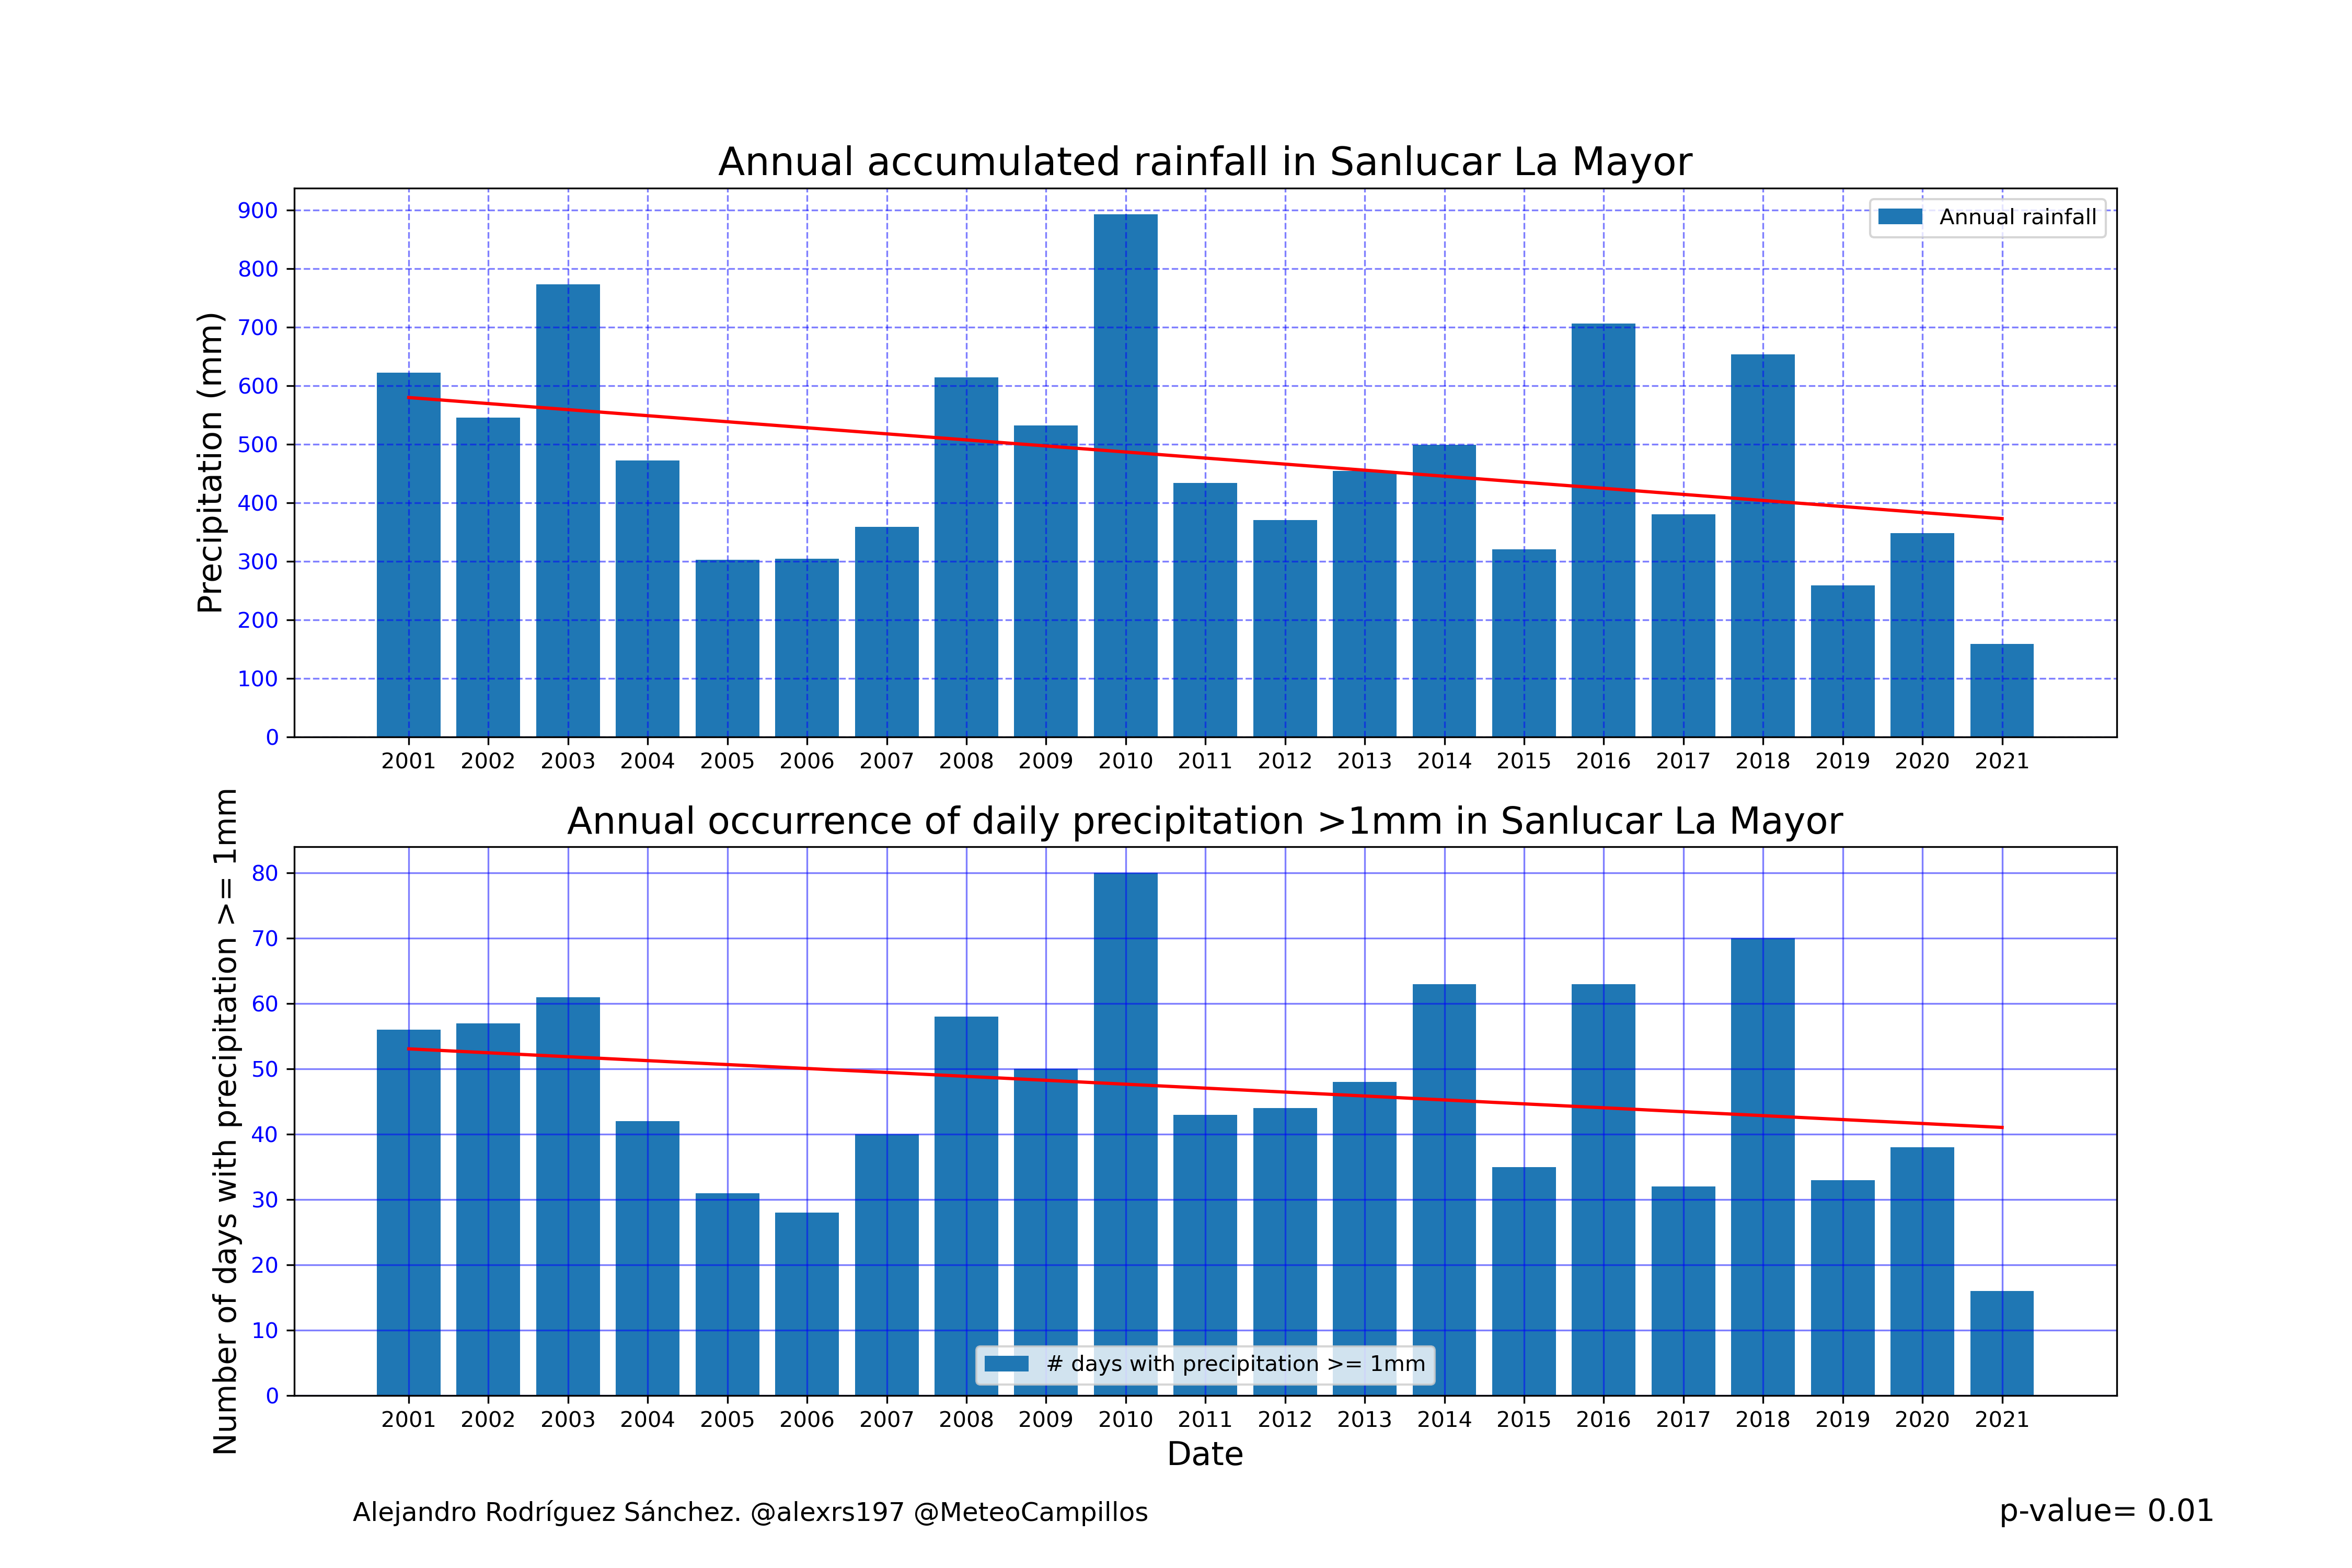 Annual accumulated rainfall in Sanlucar La Mayor
Precipitation (mm)
900
800
700
600
500
400
300
200
100
0
Annual rainfall
2001 2002 2003 2004 2005 2006 2007 2008 2009 2010 2011 2012 2013 2014 2015 2016 2017 2018 2019 2020 2021
Annual occurrence of daily precipitation >1mm in Sanlucar La Mayor
Number of days with precipitation >= 1mm
80
70
60
50
40
30
20
10
0
# days with precipitation >= 1mm
2001 2002 2003 2004 2005 2006 2007 2008 2009 2010 2011 2012 2013 2014 2015 2016 2017 2018 2019 2020 2021
Date
Alejandro Rodríguez Sánchez. @alexrs197 @MeteoCampillos
p-value= 0.01